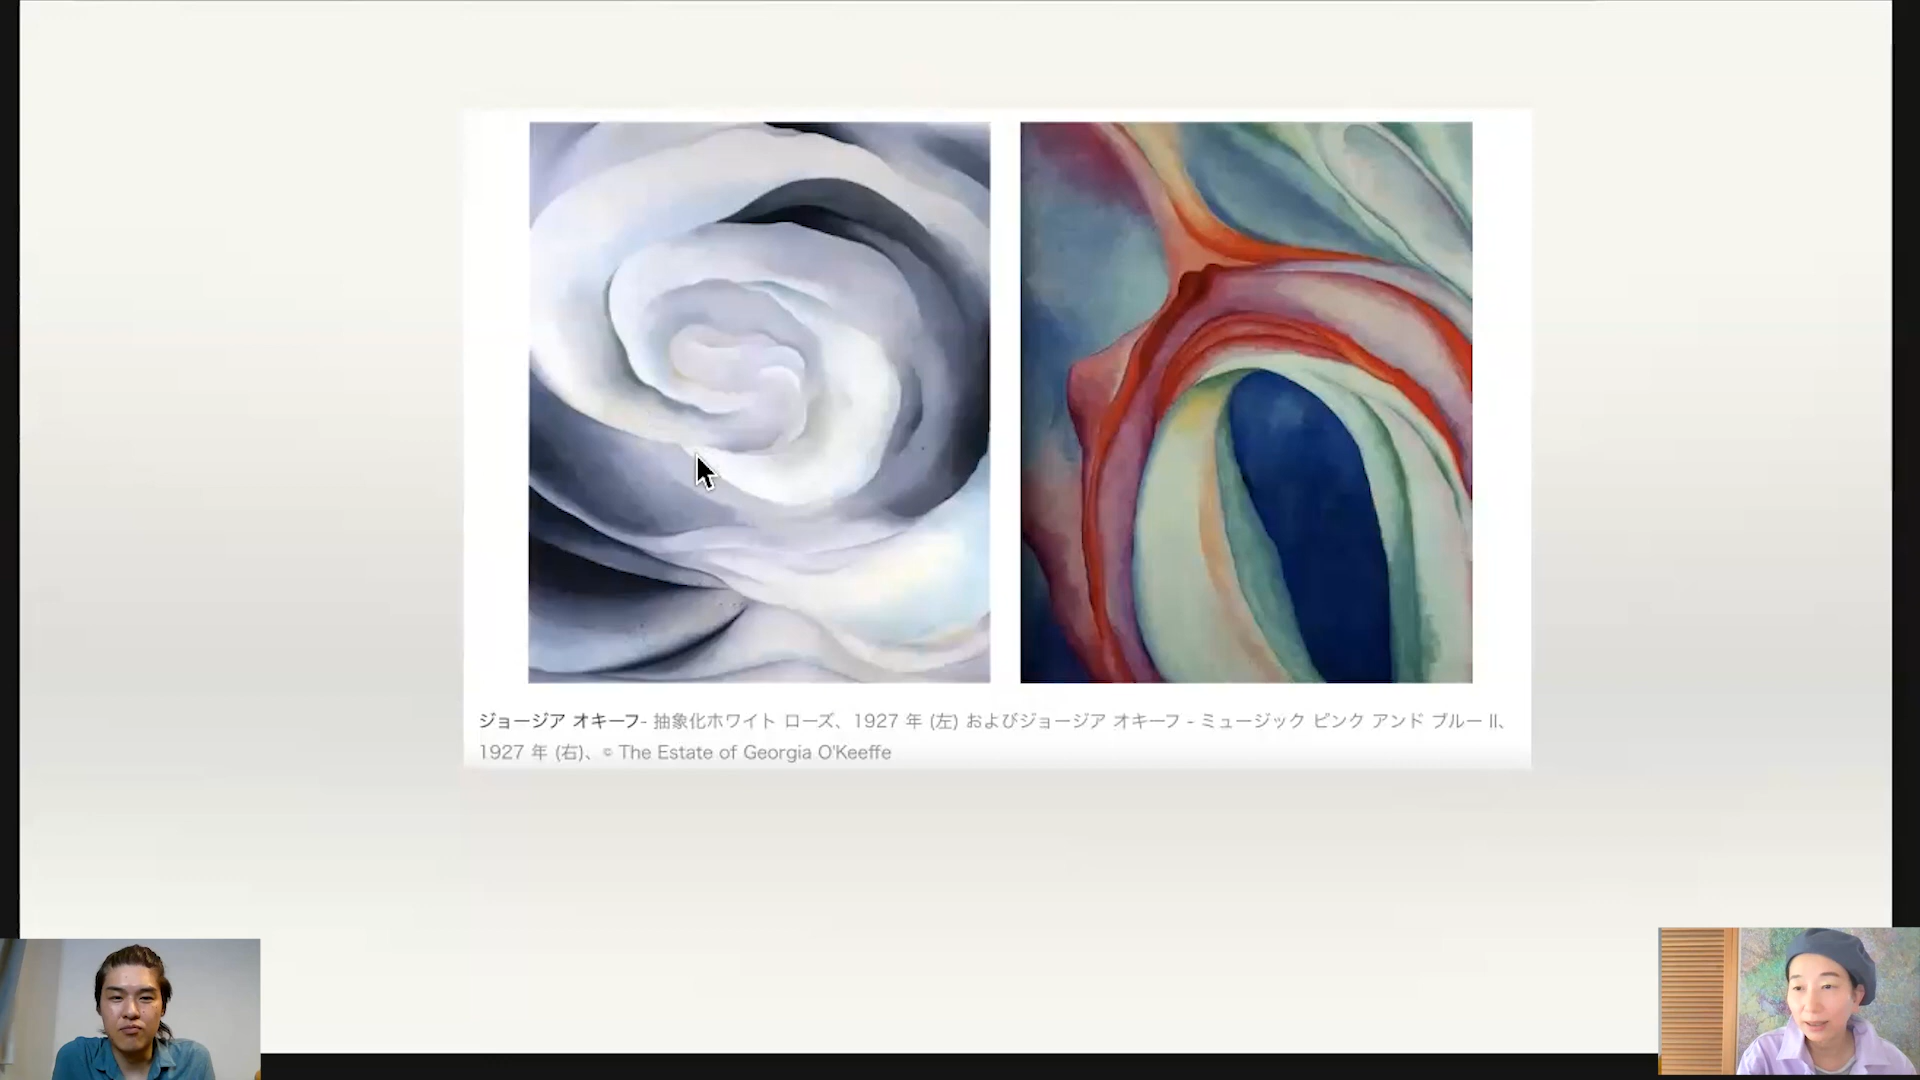 ジョージア オキーフ- 抽象化ホワイト ローズ、1927 年 (左) およびジョージア オキーフ - ミュージック ピンク アンド ブルー II、
1927 年 (右)、© The Estate of Georgia O'Keeffe